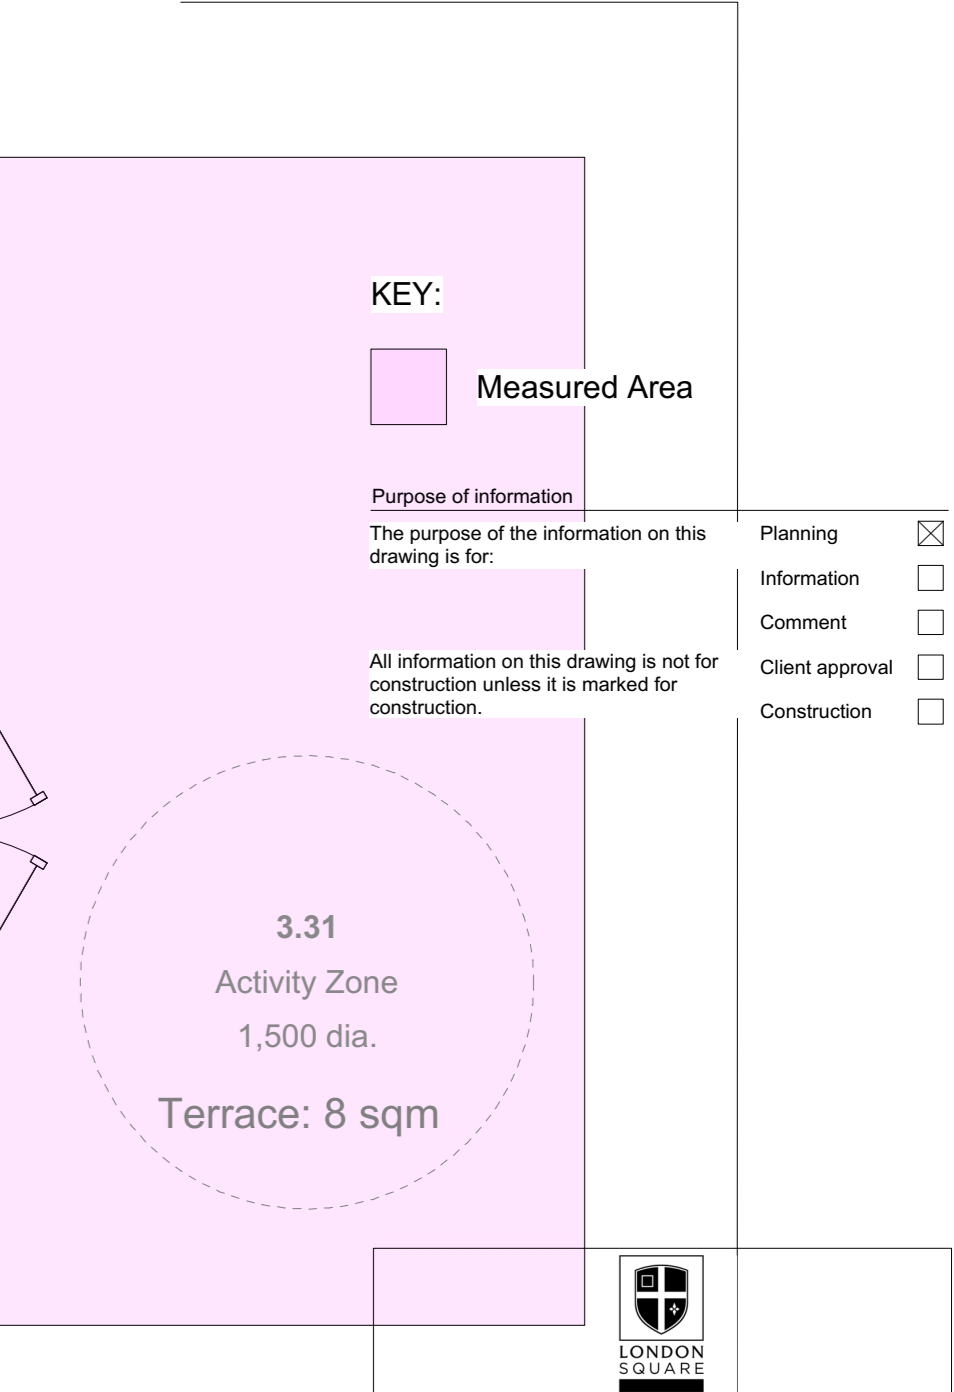 KEY:
Measured Area
Purpose of information
The purpose of the information on this
drawing is for:
All information on this drawing is not for
construction unless it is marked for
construction.
Planning
Information
Comment
Client approval
Construction
3.31
Activity Zone
1,500 dia.
Terrace: 8 sqm
LONDON
SQUARE